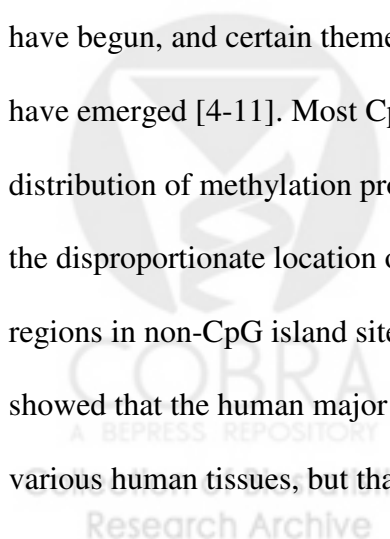 have begun, and certain theme
have emerged [4-11]. Most Cp
distribution of methylation pro
the disproportionate location o
regions in non-CpG island site
showed that the human major
COBRA
A BEPRESS REPOSITORY
various human tissues, but tha
Collection of Biostatisti
Research Archive